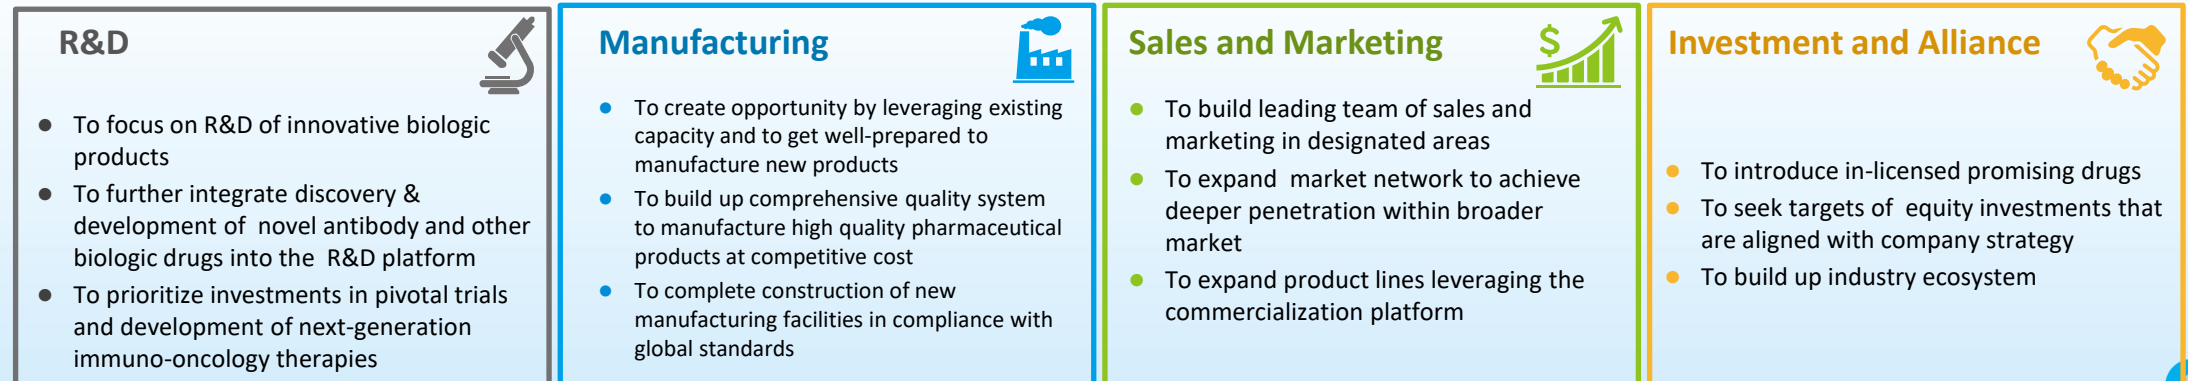 R&D
● To focus on R&D of innovative biologic
products
● To further integrate discovery &
development of novel antibody and other
biologic drugs into the R&D platform
● To prioritize investments in pivotal trials
and development of next-generation
immuno-oncology therapies
Manufacturing
● To create opportunity by leveraging existing
capacity and to get well-prepared to
manufacture new products
● To build up comprehensive quality system
to manufacture high quality pharmaceutical
products at competitive cost
● To complete construction of new
manufacturing facilities in compliance with
global standards
Sales and Marketing
$
● To build leading team of sales and
marketing in designated areas
● To expand market network to achieve
deeper penetration within broader
market
● To expand product lines leveraging the
commercialization platform
Investment and Alliance
● To introduce in-licensed promising drugs
● To seek targets of equity investments that
are aligned with company strategy
● To build up industry ecosystem